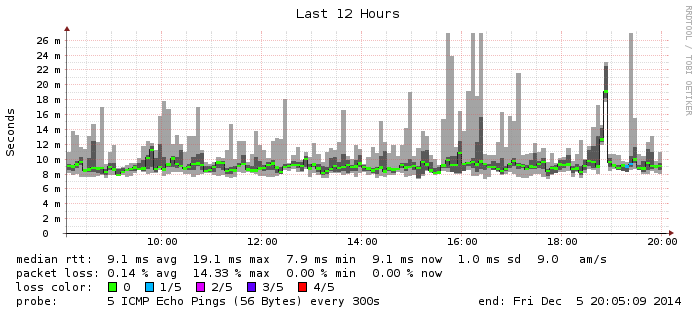 Last 12 Hours
RRDTOOL / TOBI OETIKER
Seconds
26 m
24 m
22 m
20 m
18 m
16 m
14 m
12 m
10 m
8 m
6 m
4 m
2 m
0
10:00 12:00 14:00 16:00 18:00 20:00
median rtt: 9.1 ms avg 19.1 ms max 7.9 ms min 9.1 ms now 1.0 ms sd 9.0 am/s
packet loss: 0.14 % avg 14.33 % max 0.00 % min 0.00 % now
loss color: 0 1/5 2/5 3/5 4/5
probe: 5 ICMP Echo Pings (56 Bytes) every 300s end: Fri Dec 5 20:05:09 2014